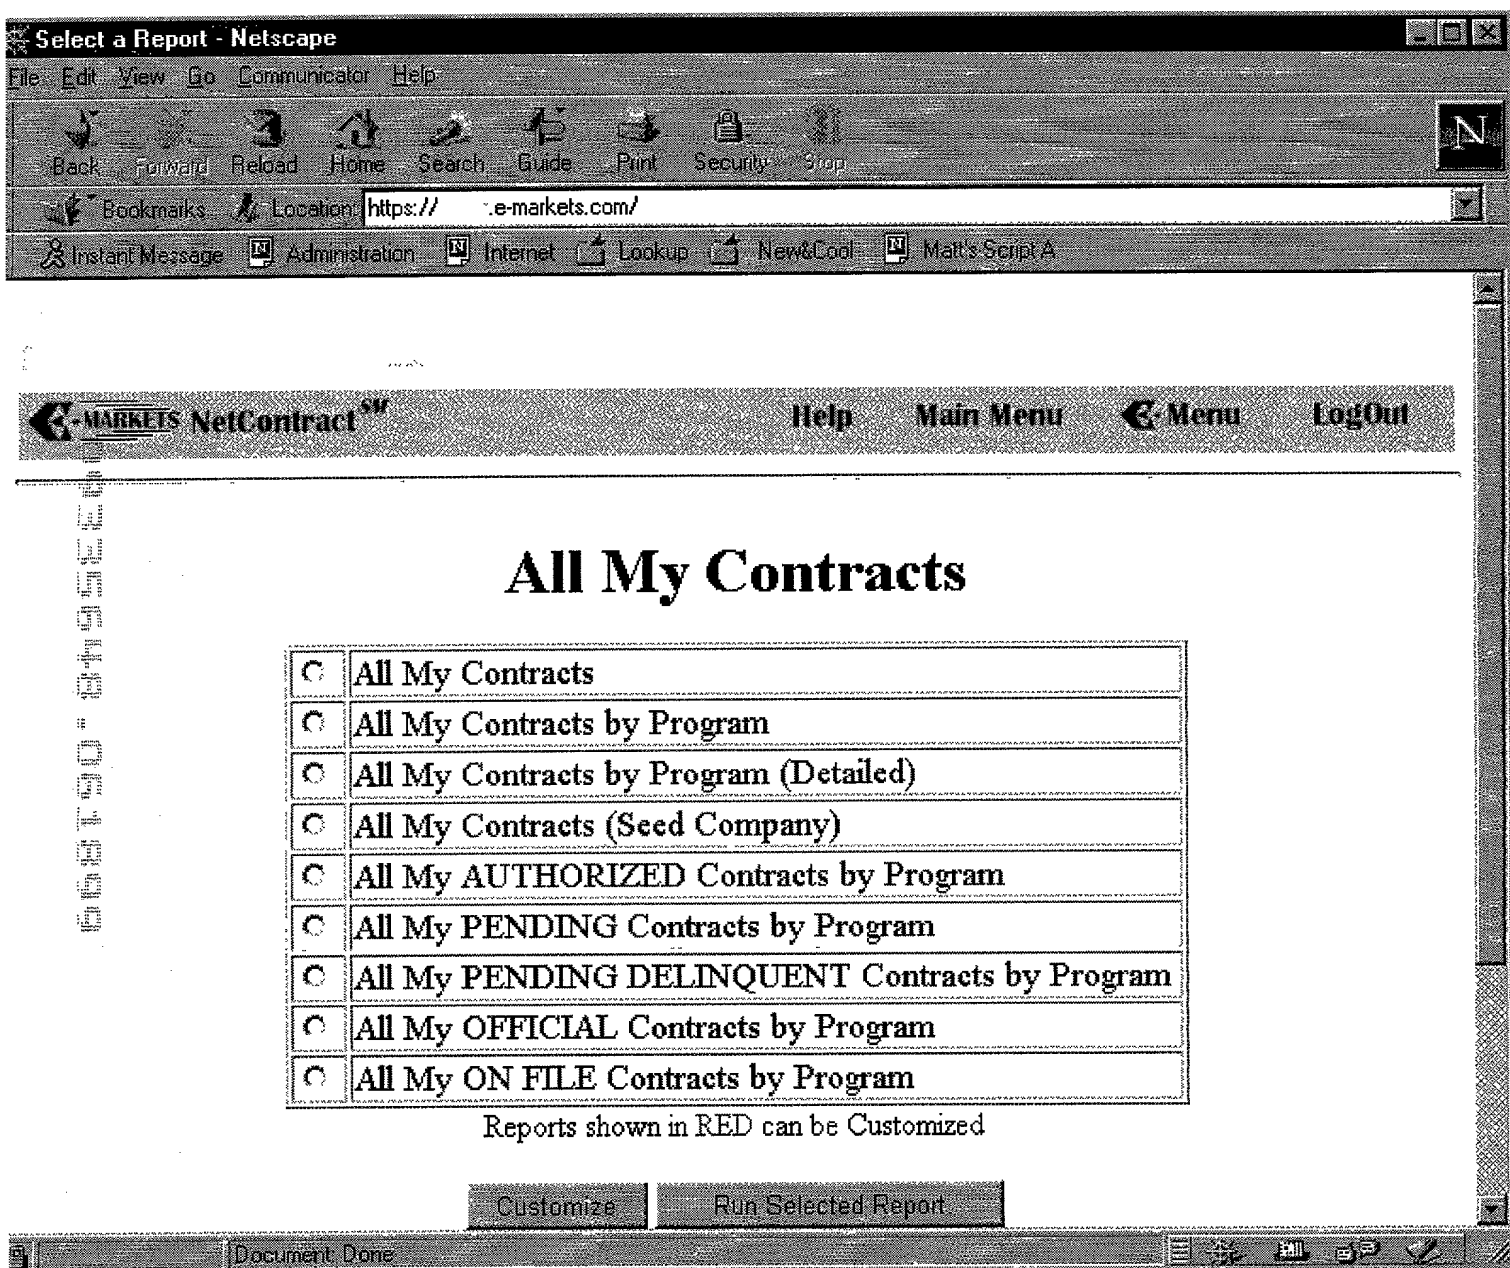 Select a Report - Netscape
File Edit View Go Communicator Help
Back Forward Reload Home Search Guide Print Security Stop
Bookmarks Location: https:// .e-markets.com/
Instant Message Administration Internet Lookup New&Cool Matt's Script A
-MARKETS NetContract SM Help Main Menu -Menu LogOut
All My Contracts
All My Contracts
All My Contracts by Program
All My Contracts by Program (Detailed)
All My Contracts (Seed Company)
All My AUTHORIZED Contracts by Program
All My PENDING Contracts by Program
All My PENDING DELINQUENT Contracts by Program
All My OFFICIAL Contracts by Program
All My ON FILE Contracts by Program
Reports shown in RED can be Customized
Customize Run Selected Report
Document: Done